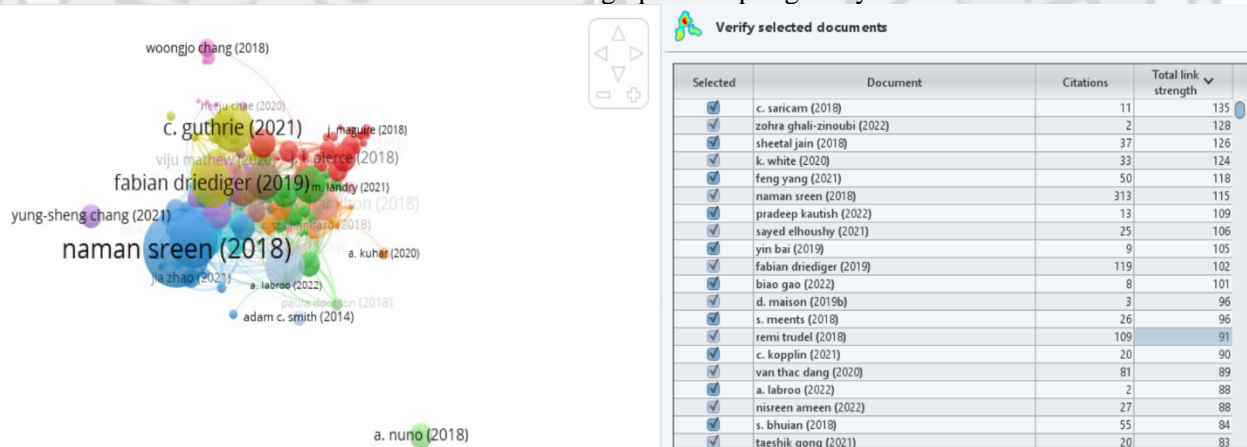 woongjo chang (2018)
heeju chae (2020)
c. guthrie (2021)
j. maguire (2018)
viju mathew (2020)
pierce (2018)
fabian driediger (2019)
m. landry (2021)
yung-sheng chang (2021)
naman sreen (2018)
a. kuhar (2020)
jia zhao (2021)
a. labroo (2022)
adam c. smith (2014)
a. nuno (2018)
Verify selected documents
Selected Document Citations Total link strength
c. saricam (2018) 11 135
zohra ghali-zinoubi (2022) 2 128
sheetal jain (2018) 37 126
k. white (2020) 33 124
feng yang (2021) 50 118
naman sreen (2018) 313 115
pradeep kautish (2022) 13 109
sayed elhoushy (2021) 25 106
yin bai (2019) 9 105
fabian driediger (2019) 119 102
biao gao (2022) 8 101
d. maison (2019b) 3 96
s. meents (2018) 26 96
remi trudel (2018) 109 91
c. kopplin (2021) 20 90
van thac dang (2020) 81 89
a. labroo (2022) 2 88
nisreen ameen (2022) 27 88
s. bhuian (2018) 55 84
taeshik gong (2021) 20 83